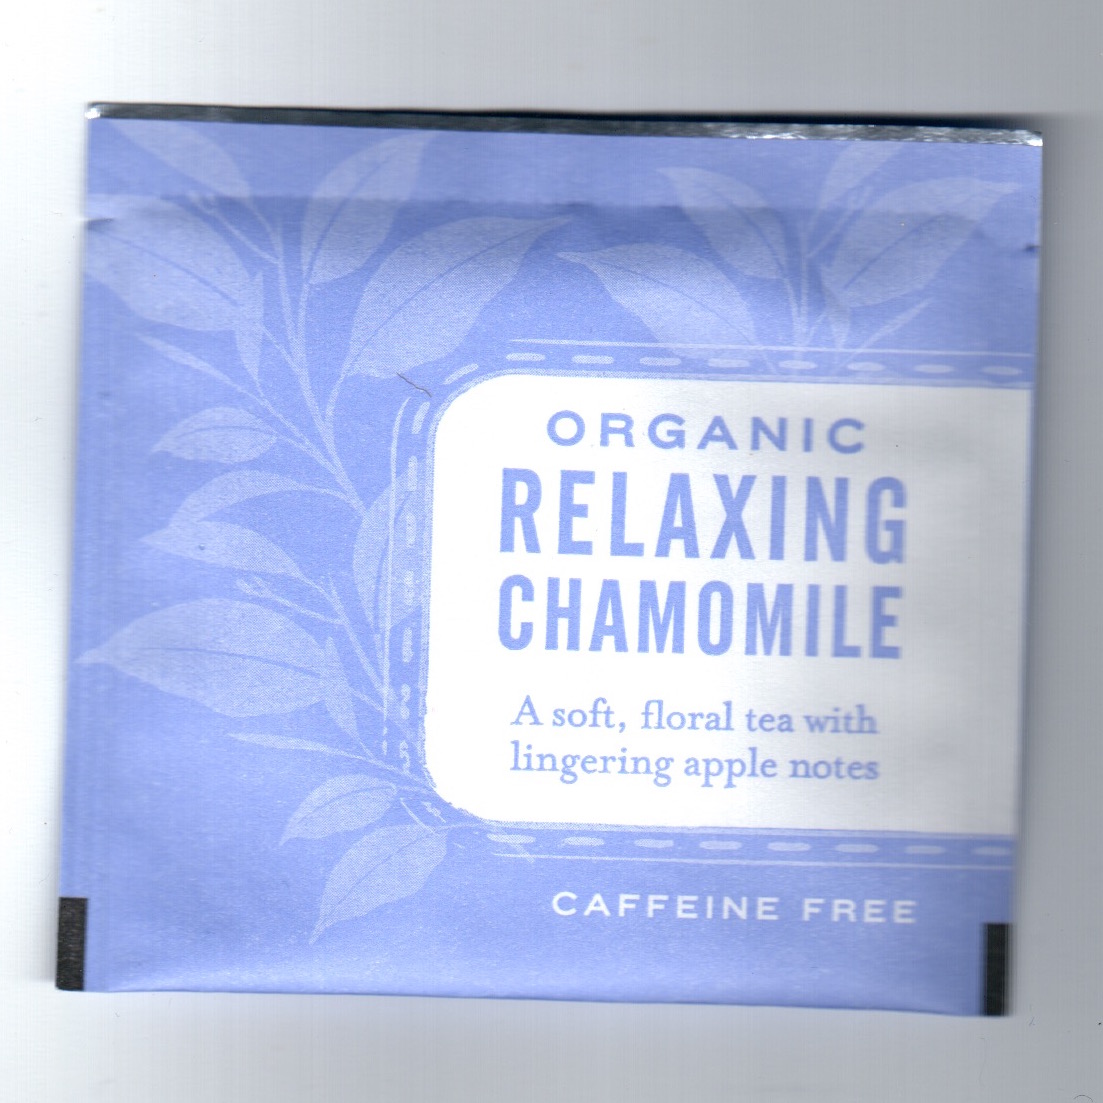 ORGANIC
RELAXING
CHAMOMILE
A soft, floral tea with
lingering apple notes
CAFFEINE FREE